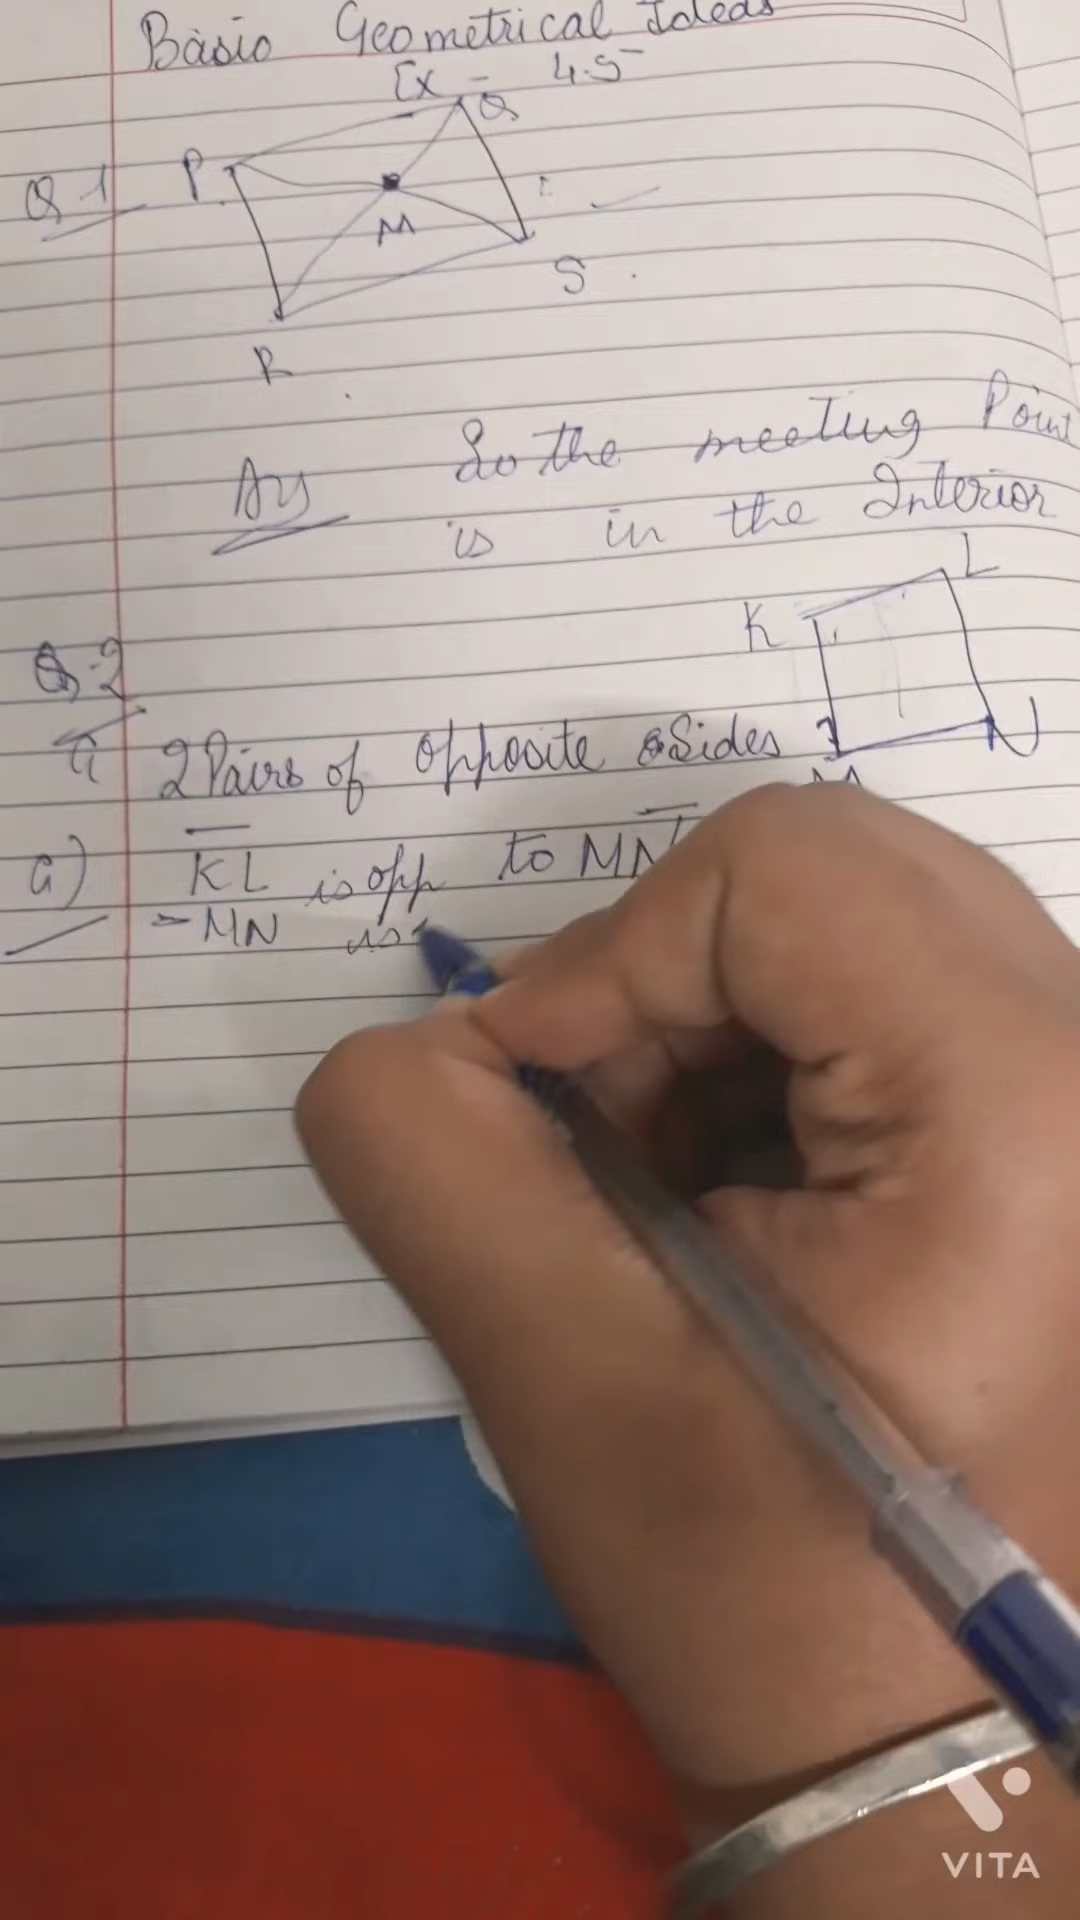 Basic Geometrical Ideas
Ex - 4.5
Q 1
P
Q
M
S
R
Ans So the meeting Point
is in the Interior
L
K
Q.2
N
2 Pairs of opposite Sides
M
a) KL is opp to MN
- MN is
VITA